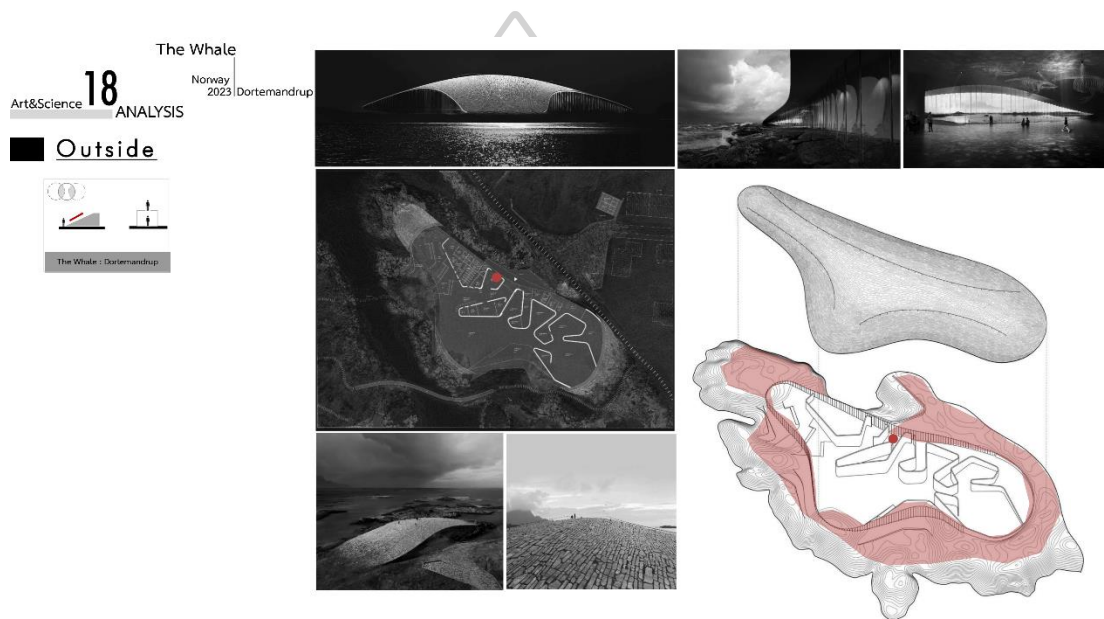 The Whale
Norway
2023 Dortemandrup
Art&Science 18 ANALYSIS
Outside
The Whale : Dortemandrup